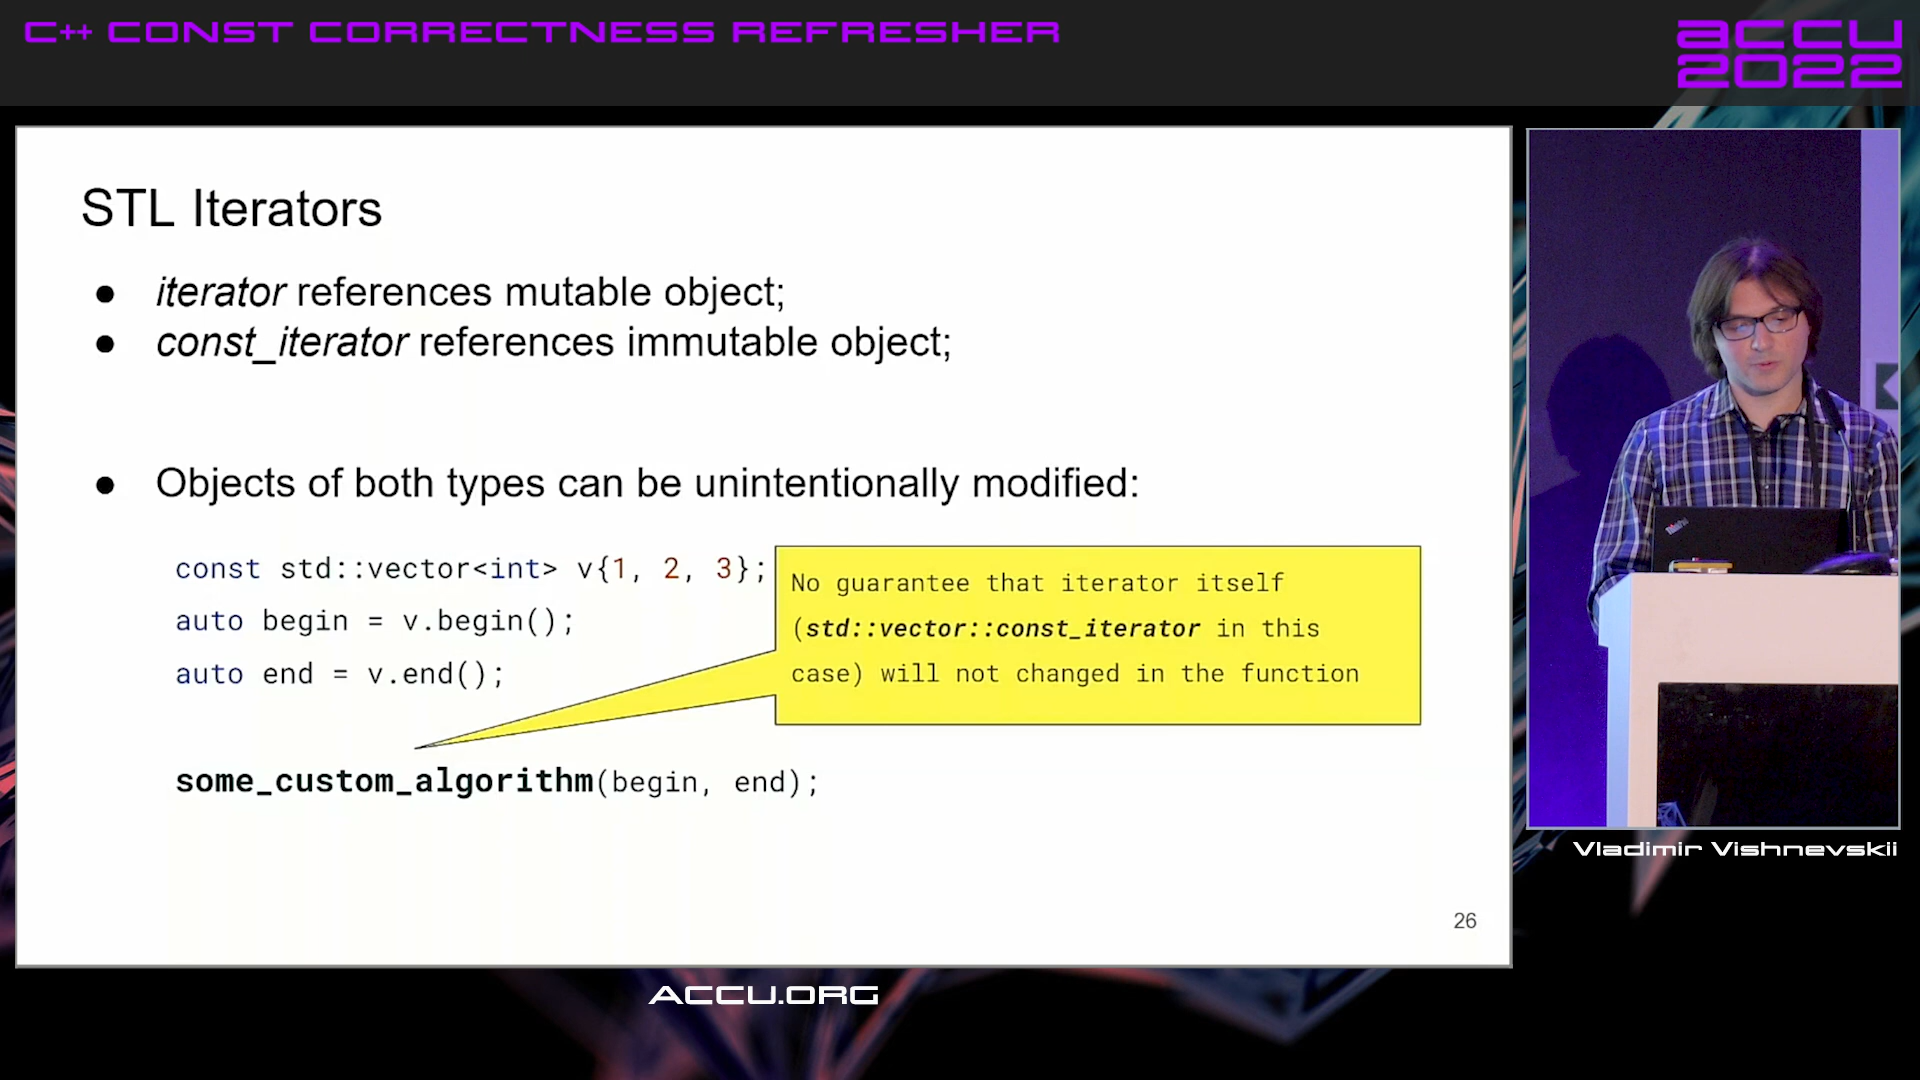 C++ CONST CORRECTNESS REFRESHER
accu
2022
STL Iterators
● iterator references mutable object;
● const_iterator references immutable object;
● Objects of both types can be unintentionally modified:
const std::vector<int> v{1, 2, 3};
auto begin = v.begin();
auto end = v.end();
No guarantee that iterator itself
(std::vector::const_iterator in this
case) will not changed in the function
some_custom_algorithm(begin, end);
26
ThinkPad
Vladimir Vishnevskii
ACCU.ORG